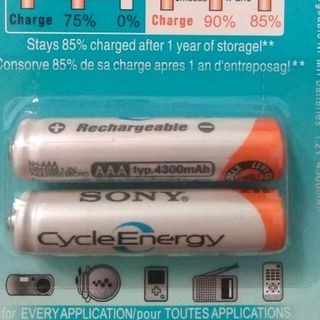 Charge 75% 0%
Charge 90% 85%
Stays 85% charged after 1 year of storage!**
Conserve 85% de sa charge apres 1 an d'entreposag!**
Rechargeable
AAA typ.4300mAh
SONY
CycleEnergy
for EVERY APPLICATION/pour TOUTES APPLICATIONS